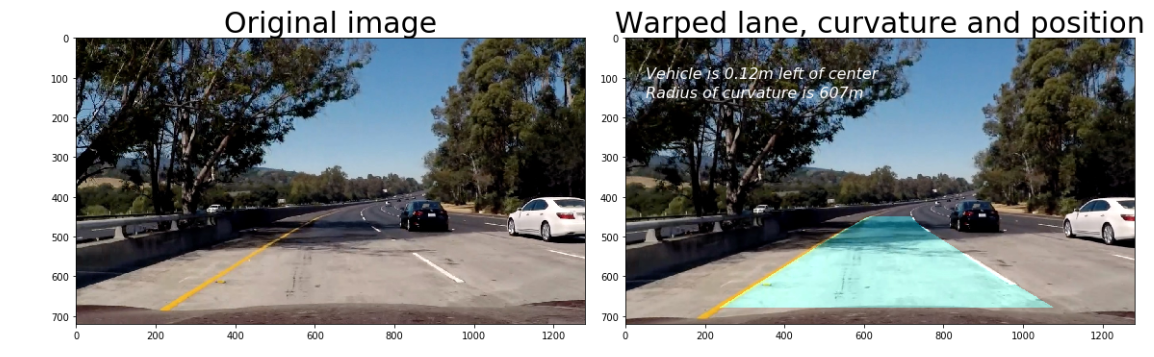 Original image
Warped lane, curvature and position
0
100
200
300
400
500
600
700
0 200 400 600 800 1000 1200
0
100
200
300
400
500
600
700
0 200 400 600 800 1000 1200
Vehicle is 0.12m left of center
Radius of curvature is 607m